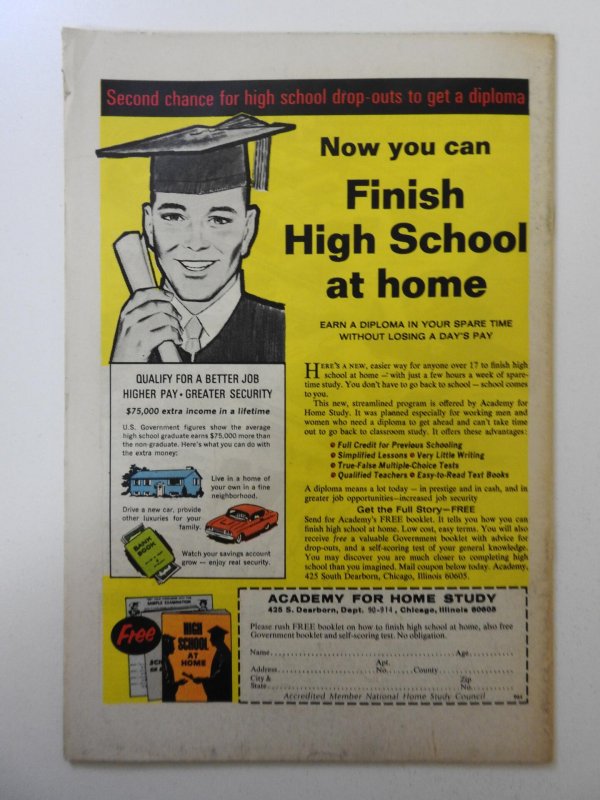 Second chance for high school drop-outs to get a diploma
Now you can
Finish
High School
at home
EARN A DIPLOMA IN YOUR SPARE TIME
WITHOUT LOSING A DAY'S PAY
HERE'S A NEW, easier way for anyone over 17 to finish high
school at home — with just a few hours a week of spare-
time study. You don't have to go back to school — school comes
to you.
This new, streamlined program is offered by Academy for
Home Study. It was planned especially for working men and
women who need a diploma to get ahead and can't take time
out to go back to classroom study. It offers these advantages:
• Full Credit for Previous Schooling
• Simplified Lessons • Very Little Writing
• True-False Multiple-Choice Tests
• Qualified Teachers • Easy-to-Read Text Books
A diploma means a lot today — in prestige and in cash, and in
greater job opportunities—increased job security
Get the Full Story—FREE
Send for Academy's FREE booklet. It tells you how you can
finish high school at home. Low cost, easy terms. You will also
receive free a valuable Government booklet with advice for
drop-outs, and a self-scoring test of your general knowledge.
You may discover you are much closer to completing high
school than you imagined. Mail coupon below today. Academy,
425 South Dearborn, Chicago, Illinois 60605.
QUALIFY FOR A BETTER JOB
HIGHER PAY • GREATER SECURITY
$75,000 extra income in a lifetime
U.S. Government figures show the average
high school graduate earns $75,000 more than
the non-graduate. Here's what you can do with
the extra money:
Live in a home of
your own in a fine
neighborhood.
Drive a new car, provide
other luxuries for your
family.
BANK
BOOK
Watch your savings account
grow — enjoy real security.
SAMPLE EXAMINATION
Free
HIGH
SCHOOL
AT
HOME
ACADEMY FOR HOME STUDY
425 S. Dearborn, Dept. 90-914, Chicago, Illinois 60605
Please rush FREE booklet on how to finish high school at home, also free
Government booklet and self-scoring test. No obligation.
Name Age
Apt.
Address No. County
City & Zip
State No.
Accredited Member National Home Study Council